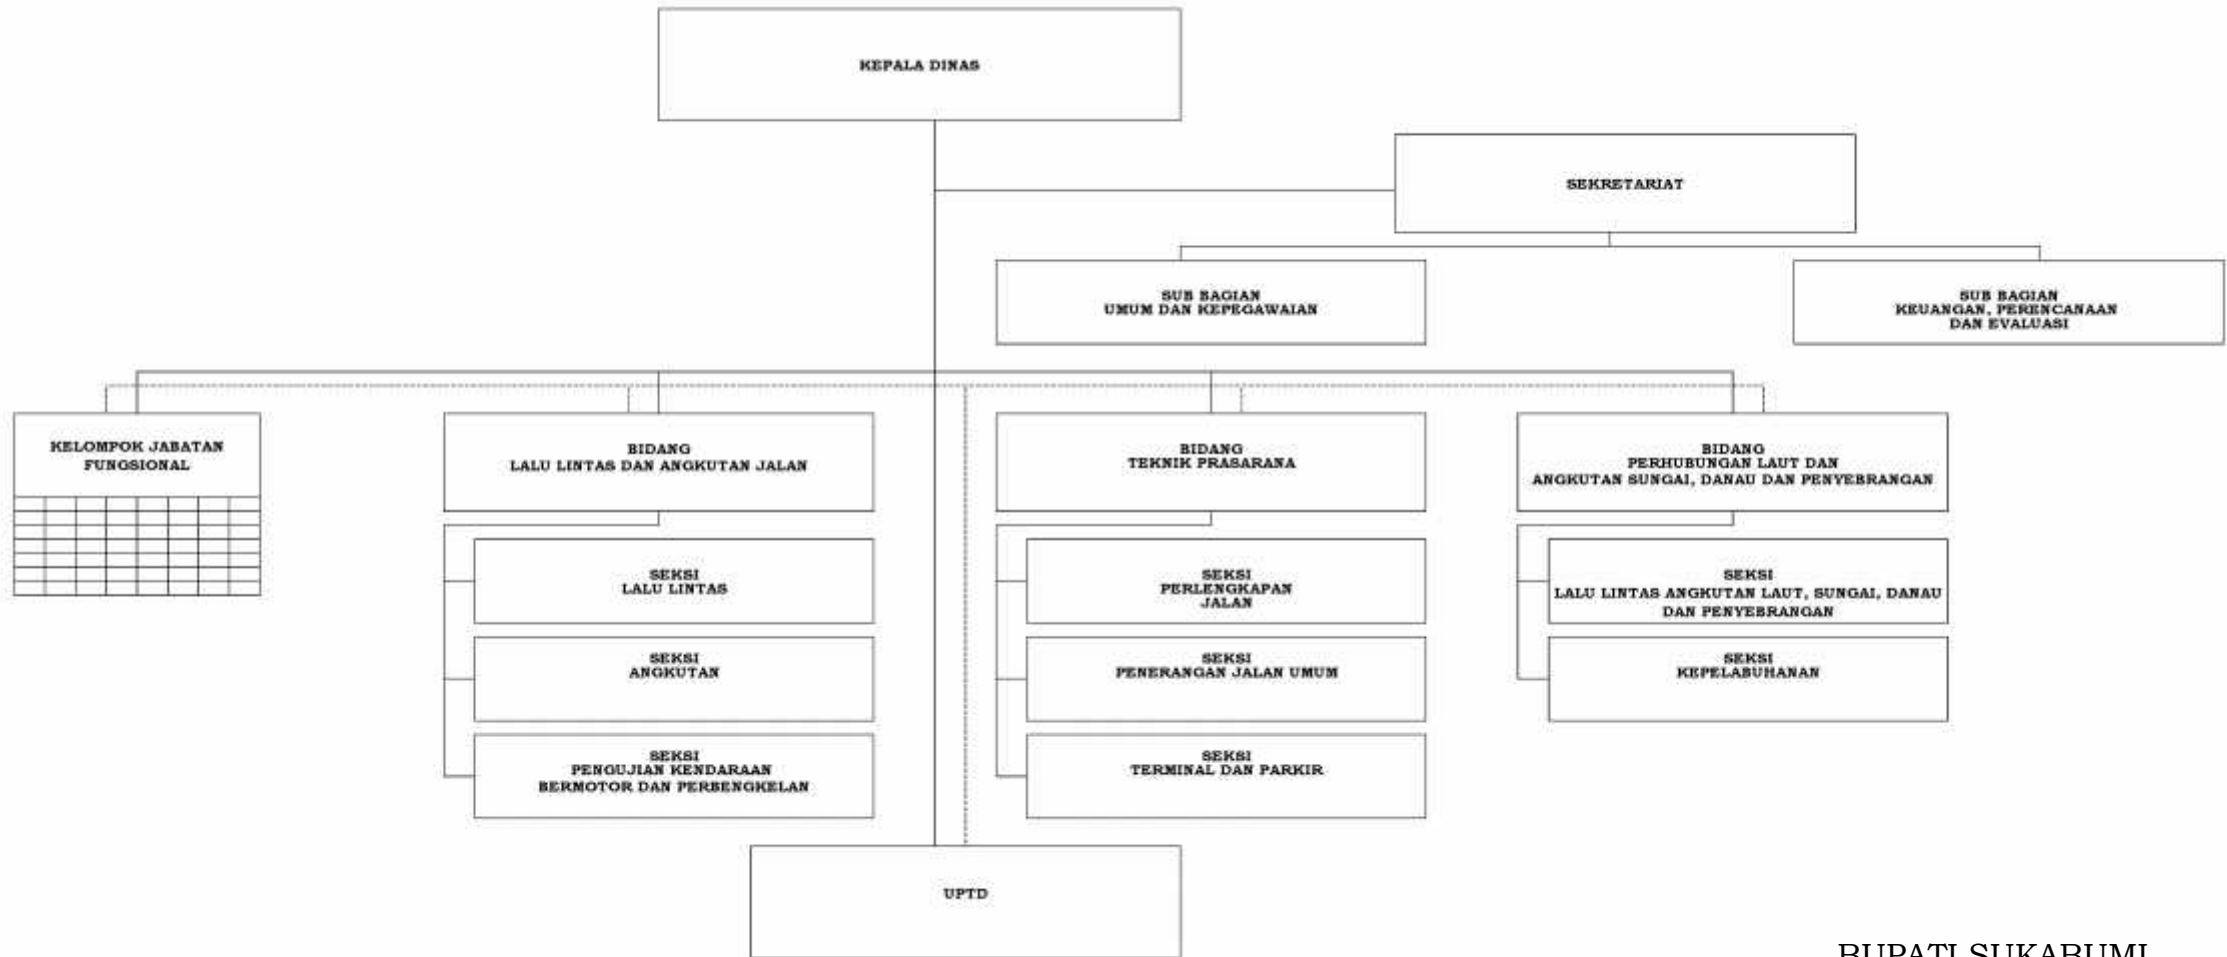 KEPALA DINAS
SEKRETARIAT
SUB BAGIAN
UMUM DAN KEPEGAWAIAN
SUB BAGIAN
KEUANGAN, PERENCANAAN
DAN EVALUASI
KELOMPOK JABATAN
FUNGSIONAL
BIDANG
LALU LINTAS DAN ANGKUTAN JALAN
SEKSI
LALU LINTAS
SEKSI
ANGKUTAN
SEKSI
PENGUJIAN KENDARAAN
BERMOTOR DAN PERBENGKELAN
BIDANG
TEKNIK PRASARANA
SEKSI
PERLENGKAPAN
JALAN
SEKSI
PENERANGAN JALAN UMUM
SEKSI
TERMINAL DAN PARKIR
BIDANG
PERHUBUNGAN LAUT DAN
ANGKUTAN SUNGAI, DANAU DAN PENYEBRANGAN
SEKSI
LALU LINTAS ANGKUTAN LAUT, SUNGAI, DANAU
DAN PENYEBRANGAN
SEKSI
KEPELABUHANAN
UPTD
BUPATI SUKABUMI